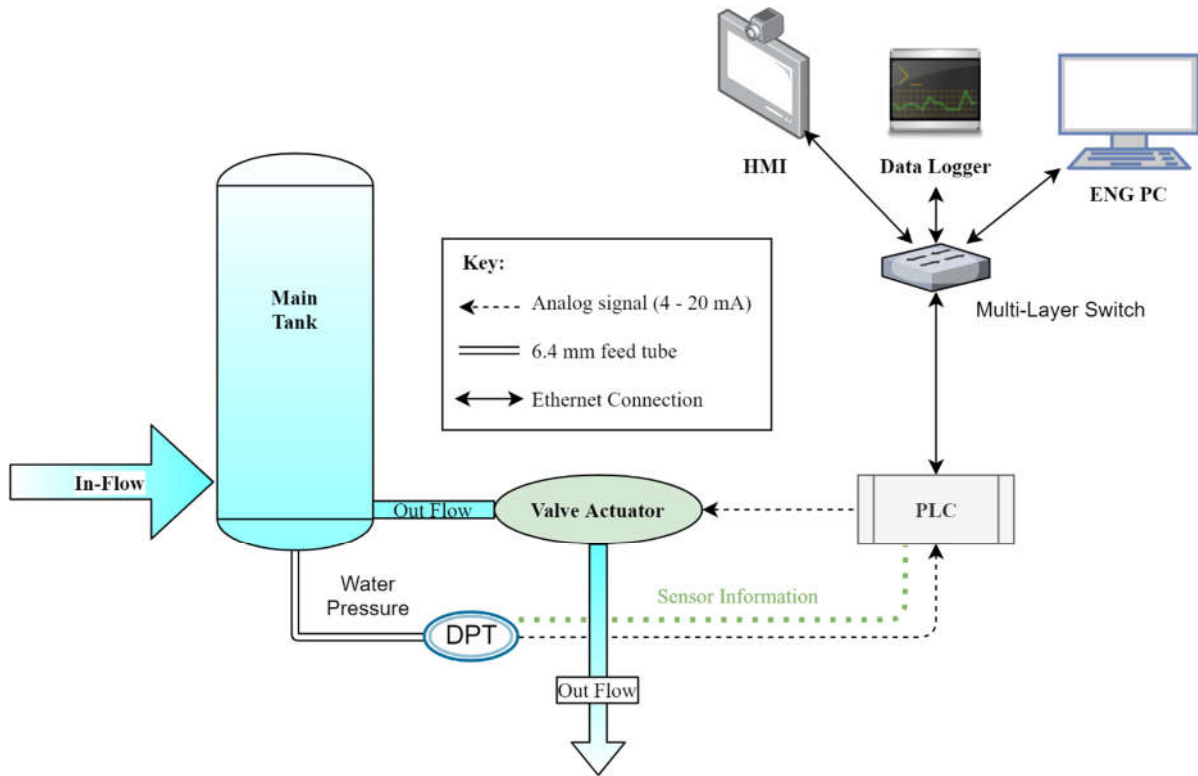 HMI
Data Logger
ENG PC
Multi-Layer Switch
Key:
Analog signal (4 - 20 mA)
6.4 mm feed tube
Ethernet Connection
Main
Tank
In-Flow
Out Flow
Valve Actuator
PLC
Water
Pressure
DPT
Sensor Information
Out Flow